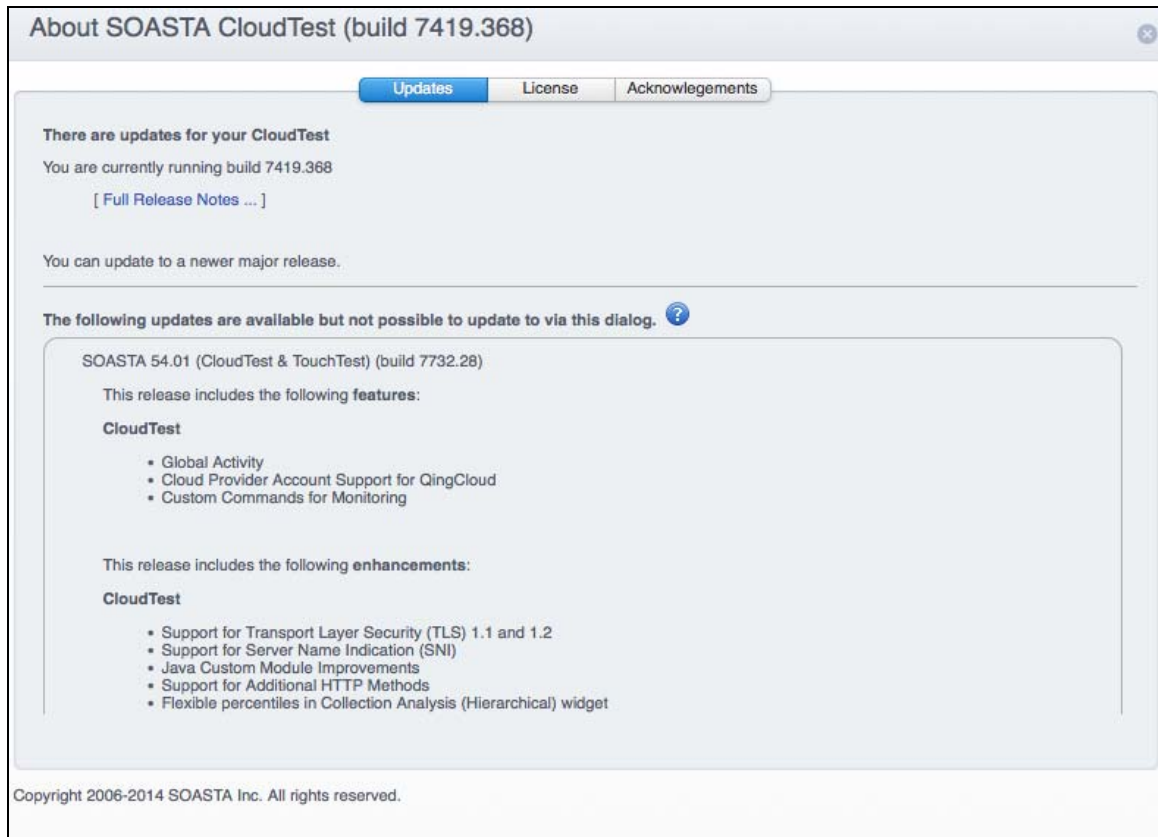 About SOASTA CloudTest (build 7419.368)
Updates
License
Acknowlegements
There are updates for your CloudTest
You are currently running build 7419.368
[ Full Release Notes ... ]
You can update to a newer major release.
The following updates are available but not possible to update to via this dialog. ?
SOASTA 54.01 (CloudTest & TouchTest) (build 7732.28)
This release includes the following features:
CloudTest
• Global Activity
• Cloud Provider Account Support for QingCloud
• Custom Commands for Monitoring
This release includes the following enhancements:
CloudTest
• Support for Transport Layer Security (TLS) 1.1 and 1.2
• Support for Server Name Indication (SNI)
• Java Custom Module Improvements
• Support for Additional HTTP Methods
• Flexible percentiles in Collection Analysis (Hierarchical) widget
Copyright 2006-2014 SOASTA Inc. All rights reserved.